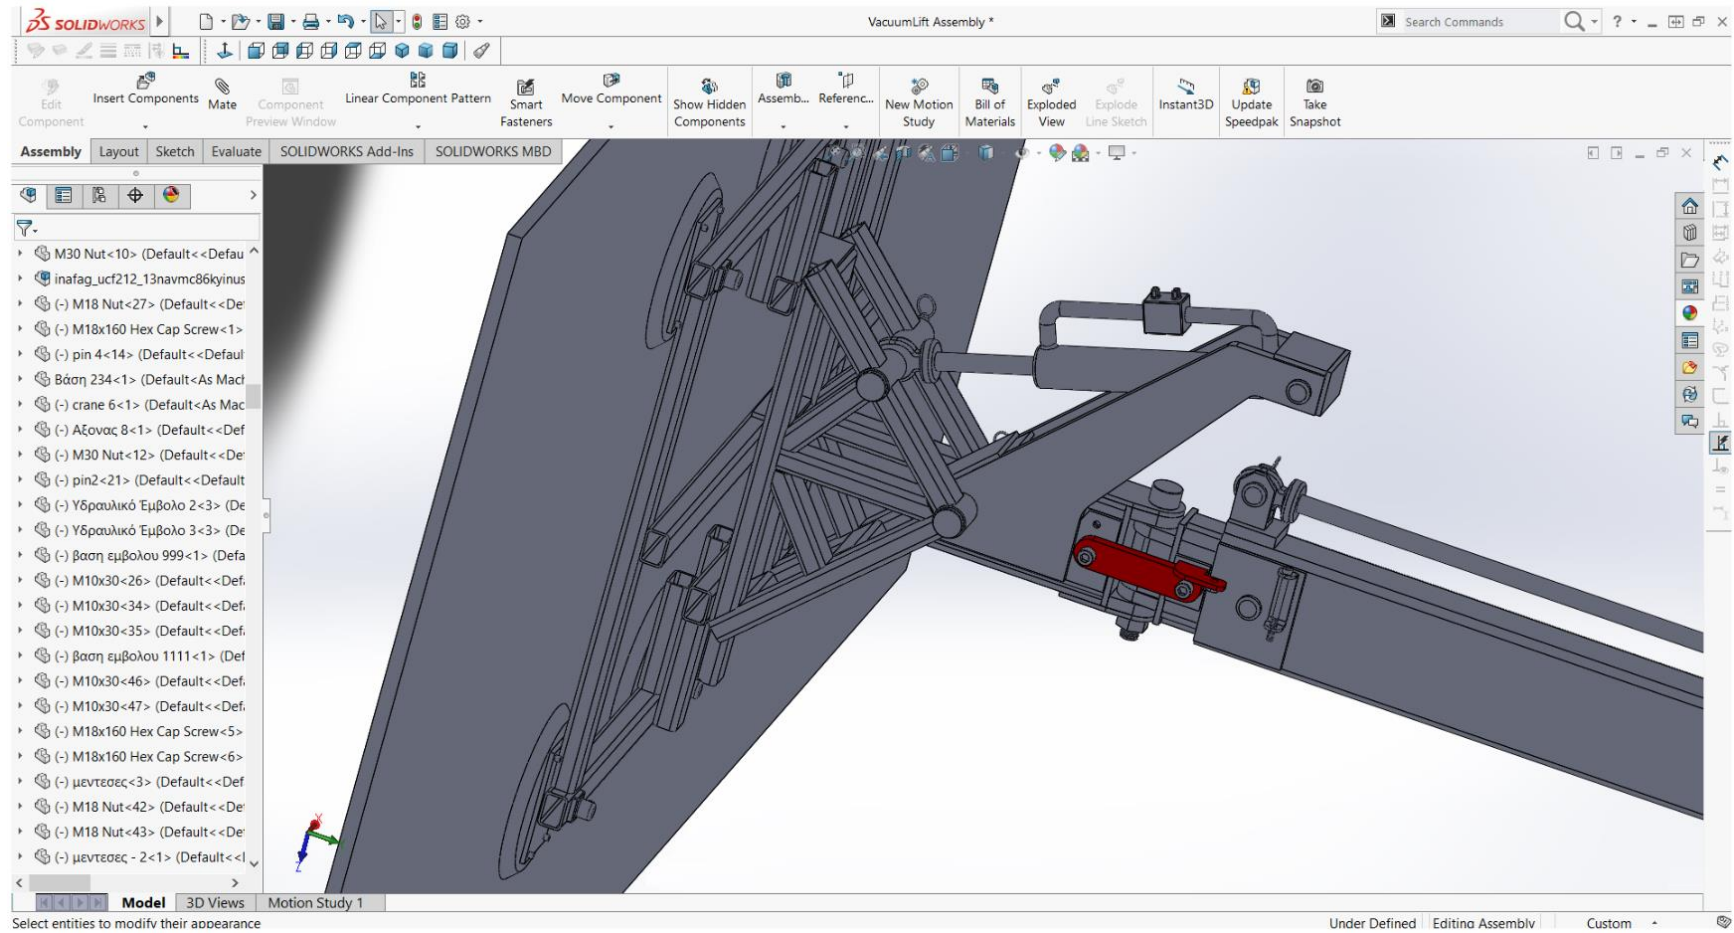 SOLIDWORKS
VacuumLift Assembly *
Search Commands
?
Edit Component
Insert Components
Mate
Component Preview Window
Linear Component Pattern
Smart Fasteners
Move Component
Show Hidden Components
Assemb...
Referenc...
New Motion Study
Bill of Materials
Exploded View
Explode Line Sketch
Instant3D
Update Speedpak
Take Snapshot
Assembly Layout Sketch Evaluate SOLIDWORKS Add-Ins SOLIDWORKS MBD
M30 Nut<10> (Default<<Defau
inafag_ucf212_13navmc86kyinus
(-) M18 Nut<27> (Default<<De
(-) M18x160 Hex Cap Screw<1>
(-) pin 4<14> (Default<<Defaul
Βάση 234<1> (Default<As Mach
(-) crane 6<1> (Default<As Mac
(-) Αξονας 8<1> (Default<<Def
(-) M30 Nut<12> (Default<<De
(-) pin2<21> (Default<<Default
(-) Υδραυλικό Έμβολο 2<3> (De
(-) Υδραυλικό Έμβολο 3<3> (De
(-) βαση εμβολου 999<1> (Defa
(-) M10x30<26> (Default<<Def
(-) M10x30<34> (Default<<Def
(-) M10x30<35> (Default<<Def
(-) βαση εμβολου 1111<1> (Def
(-) M10x30<46> (Default<<Def
(-) M10x30<47> (Default<<Def
(-) M18x160 Hex Cap Screw<5>
(-) M18x160 Hex Cap Screw<6>
(-) μεντεσες<3> (Default<<Def
(-) M18 Nut<42> (Default<<De
(-) M18 Nut<43> (Default<<De
(-) μεντεσες - 2<1> (Default<<
X
Z
Model 3D Views Motion Study 1
Select entities to modify their appearance
Under Defined Editing Assembly Custom